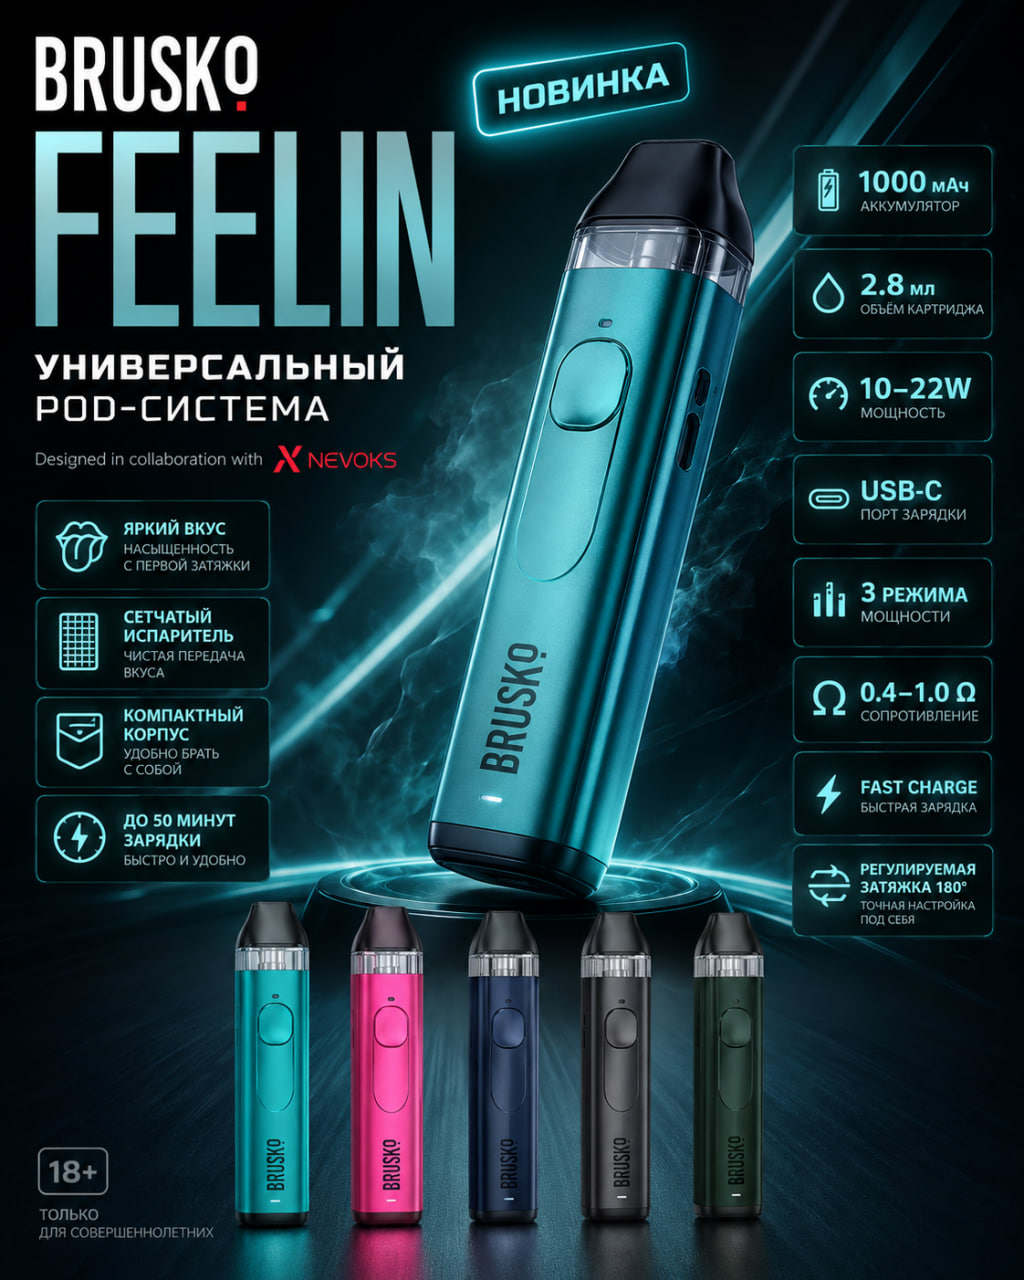 BRUSKO
FEELIN
УНИВЕРСАЛЬНЫЙ
POD-СИСТЕМА
Designed in collaboration with X NEVOKS
ЯРКИЙ ВКУС
НАСЫЩЕННОСТЬ
С ПЕРВОЙ ЗАТЯЖКИ
СЕТЧАТЫЙ
ИСПАРИТЕЛЬ
ЧИСТАЯ ПЕРЕДАЧА
ВКУСА
КОМПАКТНЫЙ
КОРПУС
УДОБНО БРАТЬ
С СОБОЙ
ДО 50 МИНУТ
ЗАРЯДКИ
БЫСТРО И УДОБНО
НОВИНКА
BRUSKO
1000 мАч
АККУМУЛЯТОР
2.8 мл
ОБЪЁМ КАРТРИДЖА
10–22W
МОЩНОСТЬ
USB-C
ПОРТ ЗАРЯДКИ
3 РЕЖИМА
МОЩНОСТИ
Ω
0.4–1.0 Ω
СОПРОТИВЛЕНИЕ
FAST CHARGE
БЫСТРАЯ ЗАРЯДКА
РЕГУЛИРУЕМАЯ
ЗАТЯЖКА 180°
ТОЧНАЯ НАСТРОЙКА
ПОД СЕБЯ
BRUSKO
BRUSKO
BRUSKO
BRUSKO
BRUSKO
18+
ТОЛЬКО
ДЛЯ СОВЕРШЕННОЛЕТНИХ